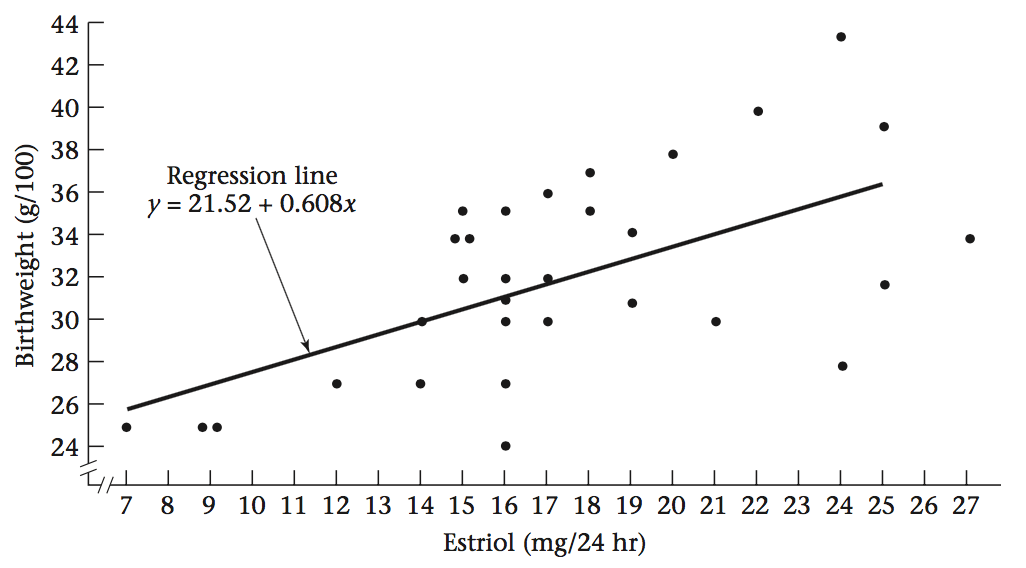 44
42
40
38
36
34
32
30
28
26
24
Birthweight (g/100)
Regression line
y = 21.52 + 0.608x
7 8 9 10 11 12 13 14 15 16 17 18 19 20 21 22 23 24 25 26 27
Estriol (mg/24 hr)